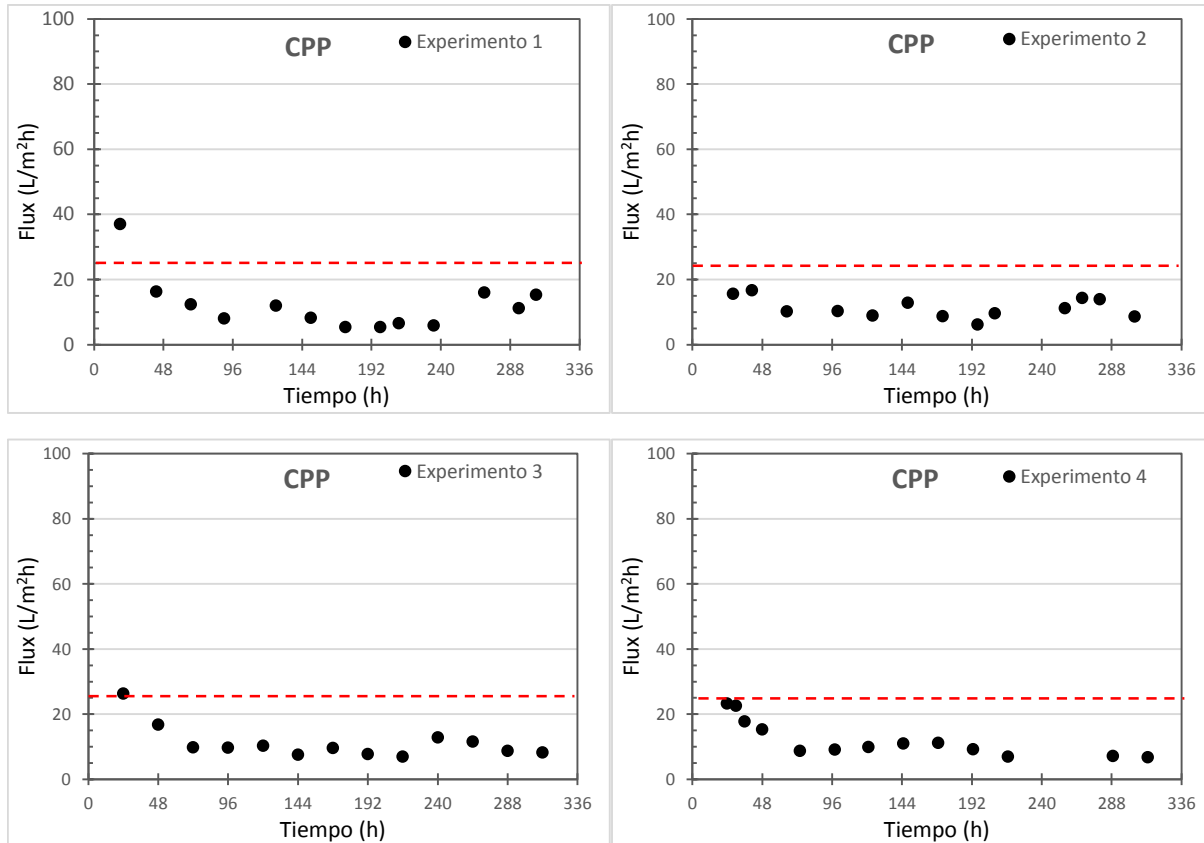 CPP
Experimento 1
100
80
60
40
20
0
Flux (L/m²h)
0 48 96 144 192 240 288 336
Tiempo (h)
CPP
Experimento 2
100
80
60
40
20
0
Flux (L/m²h)
0 48 96 144 192 240 288 336
Tiempo (h)
CPP
Experimento 3
100
80
60
40
20
0
Flux (L/m²h)
0 48 96 144 192 240 288 336
Tiempo (h)
CPP
Experimento 4
100
80
60
40
20
0
Flux (L/m²h)
0 48 96 144 192 240 288 336
Tiempo (h)